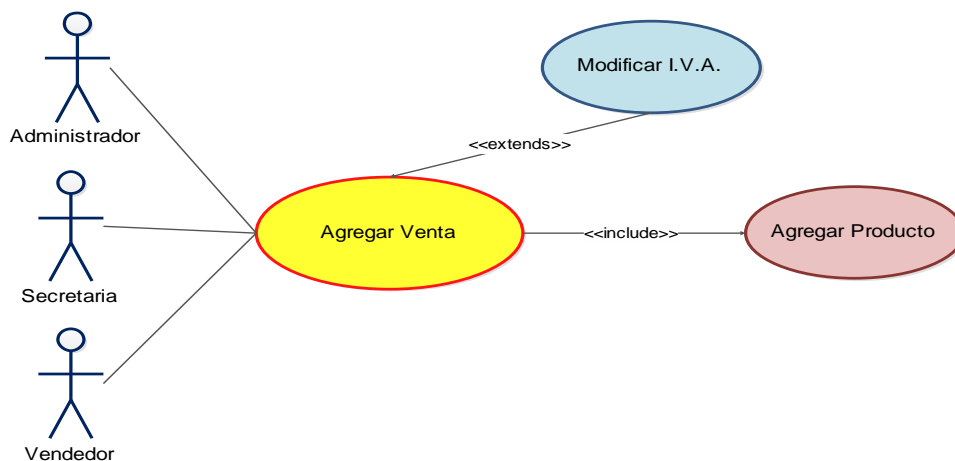 Administrador
Modificar I.V.A.
<<extends>>
Secretaria
Agregar Venta
<<include>>
Agregar Producto
Vendedor